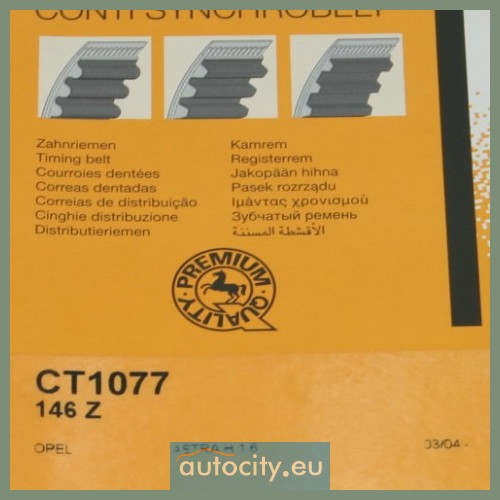 CONTI SYNCHROBELT
Zahnriemen
Timing belt
Courroies dentées
Correas dentadas
Correias de distribuição
Cinghie distribuzione
Distributieriemen
Kamrem
Registerrem
Jakopään hihna
Pasek rozrządu
Ιμάντας χρονισμού
Зубчатый ремень
الأقشطة المسننة
PREMIUM QUALITY
CT1077
146 Z
OPEL ASTRA H 1.6 03/04 -
autocity.eu